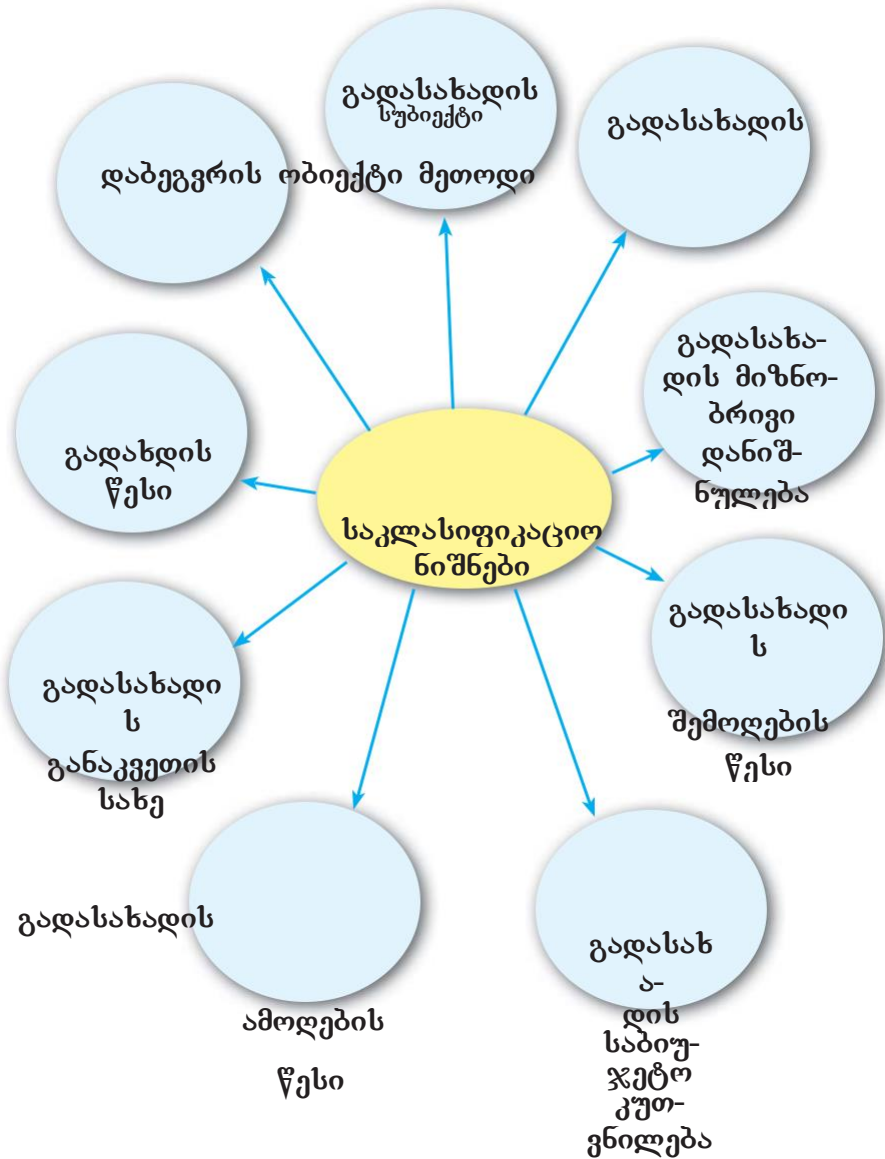 გადასახადის
სუბიექტი
გადასახადის
დაბეგვრის ობიექტი მეთოდი
გადასახა-
დის მიზნო-
ბრივი
დანიშ-
ნულება
გადახდის
წესი
საკლასიფიკაციო
ნიშნები
გადასახადი
ს
შემოღების
წესი
გადასახადი
ს
განაკვეთის
სახე
გადასახადის
ამოღების
წესი
გადასახ
ა-
დის
საბიუ-
ჯეტო
კუთ-
ვნილება